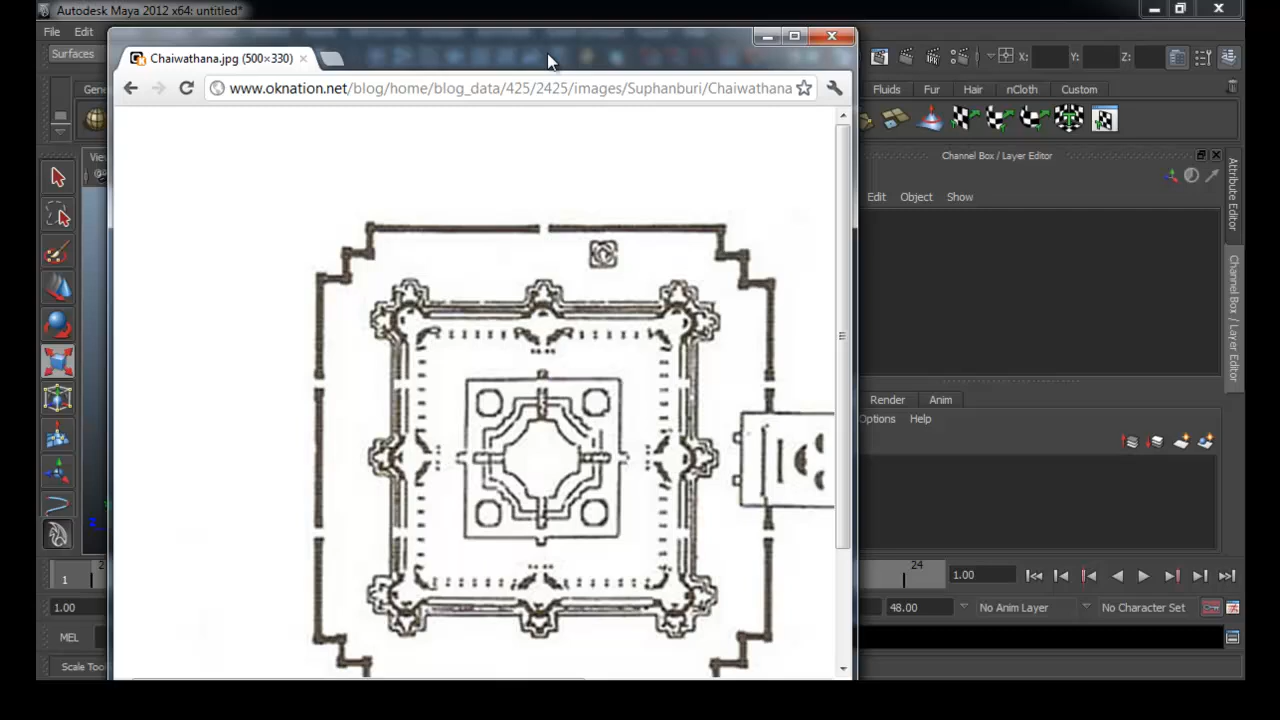 Autodesk Maya 2012 x64: untitled*
File Edit
Surfaces
Chaiwathana.jpg (500×330)
www.oknation.net/blog/home/blog_data/425/2425/images/Suphanburi/Chaiwathana
X: Y: Z:
Gene Fluids Fur Hair nCloth Custom
Vie
Channel Box / Layer Editor
Edit Object Show
Attribute Editor
Channel Box / Layer Editor
Render Anim
Options Help
1 2 24 1.00
1.00 48.00 No Anim Layer No Character Set
MEL
Scale Too